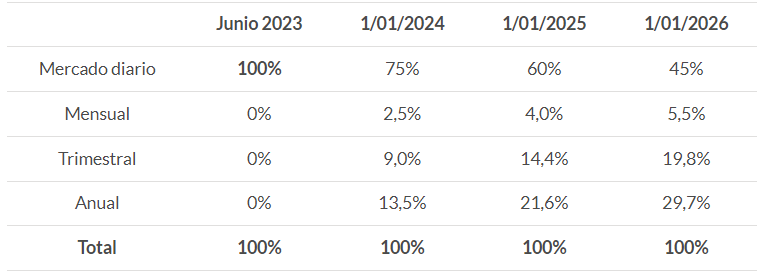 Junio 2023 1/01/2024 1/01/2025 1/01/2026
Mercado diario 100% 75% 60% 45%
Mensual 0% 2,5% 4,0% 5,5%
Trimestral 0% 9,0% 14,4% 19,8%
Anual 0% 13,5% 21,6% 29,7%
Total 100% 100% 100% 100%